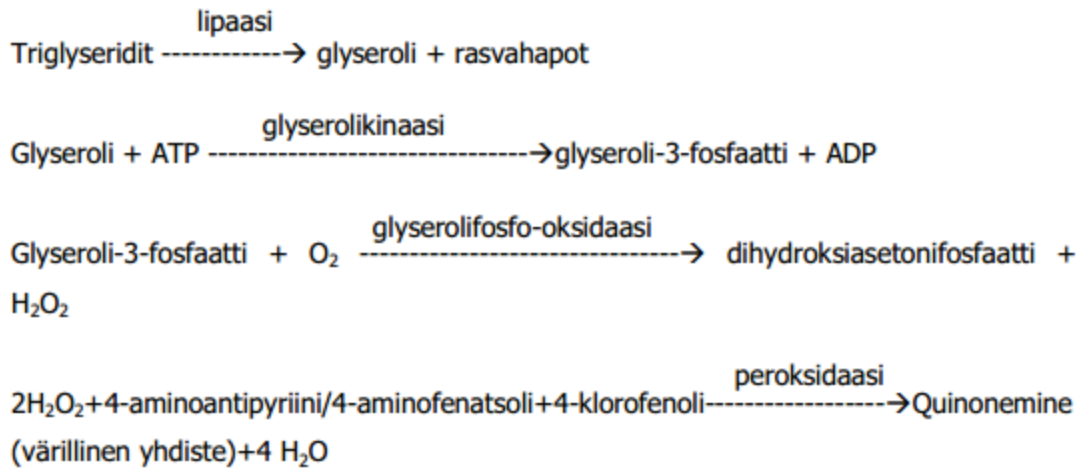 lipaasi
Triglyseridit ------------→ glyseroli + rasvahapot
glyserolikinaasi
Glyseroli + ATP --------------------------------→glyseroli-3-fosfaatti + ADP
glyserolifosfo-oksidaasi
Glyseroli-3-fosfaatti + O₂ --------------------------------→ dihydroksiasetonifosfaatti +
H₂O₂
peroksidaasi
2H₂O₂+4-aminoantipyriini/4-aminofenatsoli+4-klorofenoli------------------→Quinonemine
(värillinen yhdiste)+4 H₂O